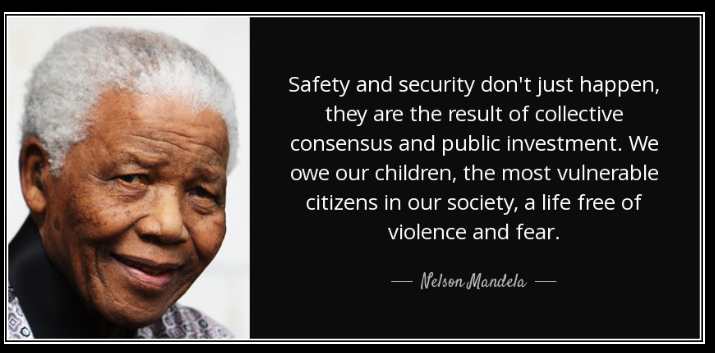 Safety and security don't just happen,
they are the result of collective
consensus and public investment. We
owe our children, the most vulnerable
citizens in our society, a life free of
violence and fear.
Nelson Mandela